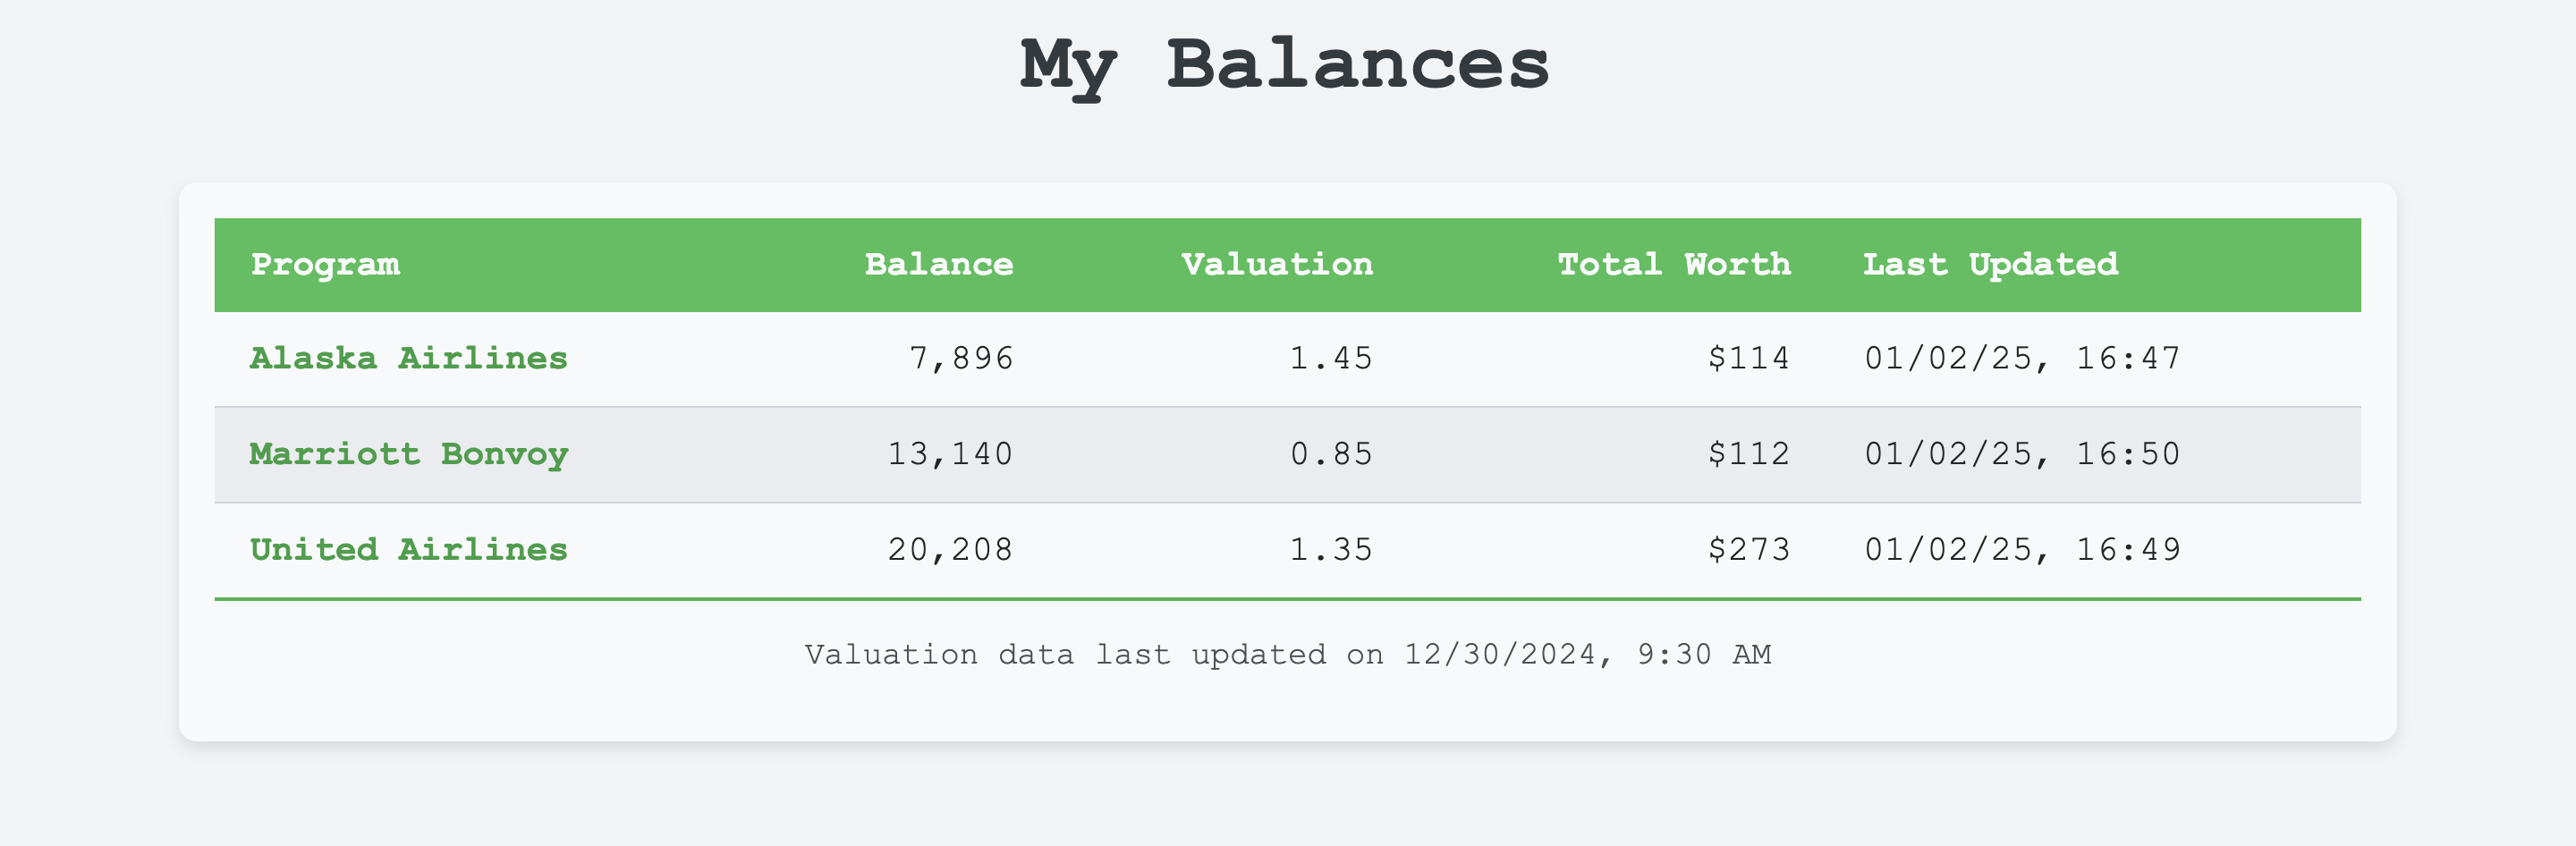 My Balances
Program Balance Valuation Total Worth Last Updated
Alaska Airlines 7,896 1.45 $114 01/02/25, 16:47
Marriott Bonvoy 13,140 0.85 $112 01/02/25, 16:50
United Airlines 20,208 1.35 $273 01/02/25, 16:49
Valuation data last updated on 12/30/2024, 9:30 AM